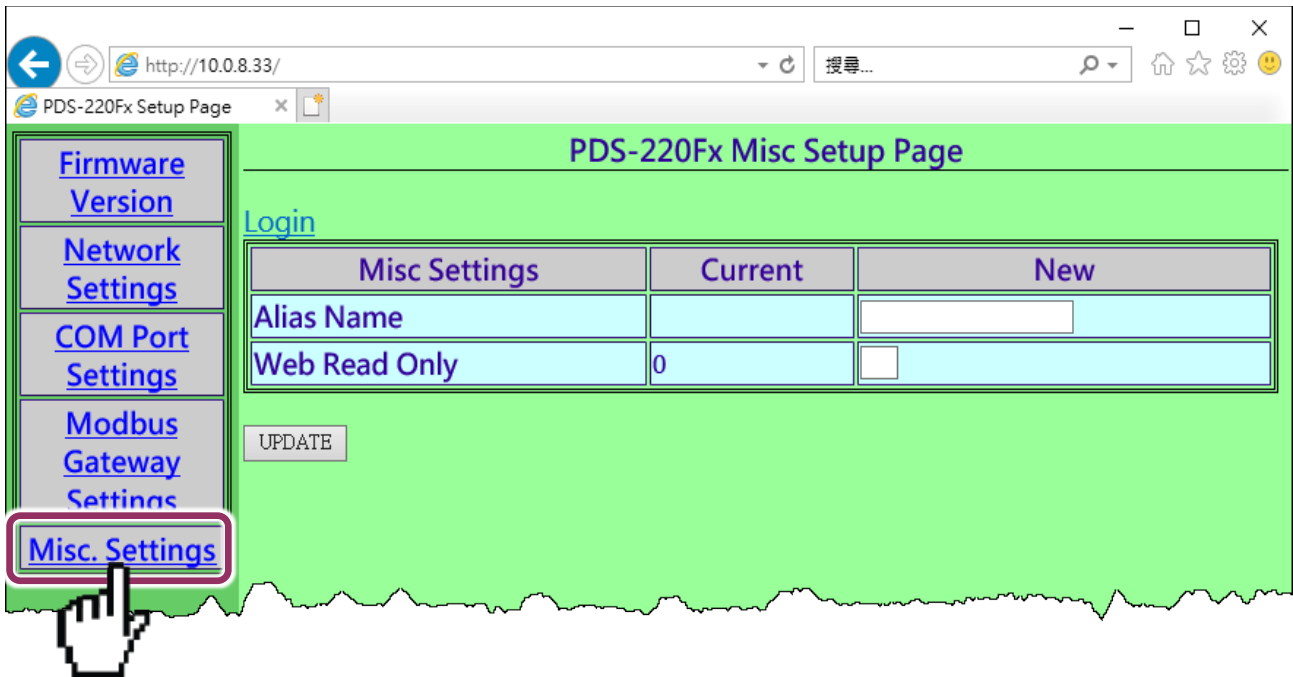 http://10.0.8.33/
搜尋...
PDS-220Fx Setup Page
Firmware
Version
Network
Settings
COM Port
Settings
Modbus
Gateway
Settings
Misc. Settings
PDS-220Fx Misc Setup Page
Login
Misc Settings Current New
Alias Name
Web Read Only 0
UPDATE